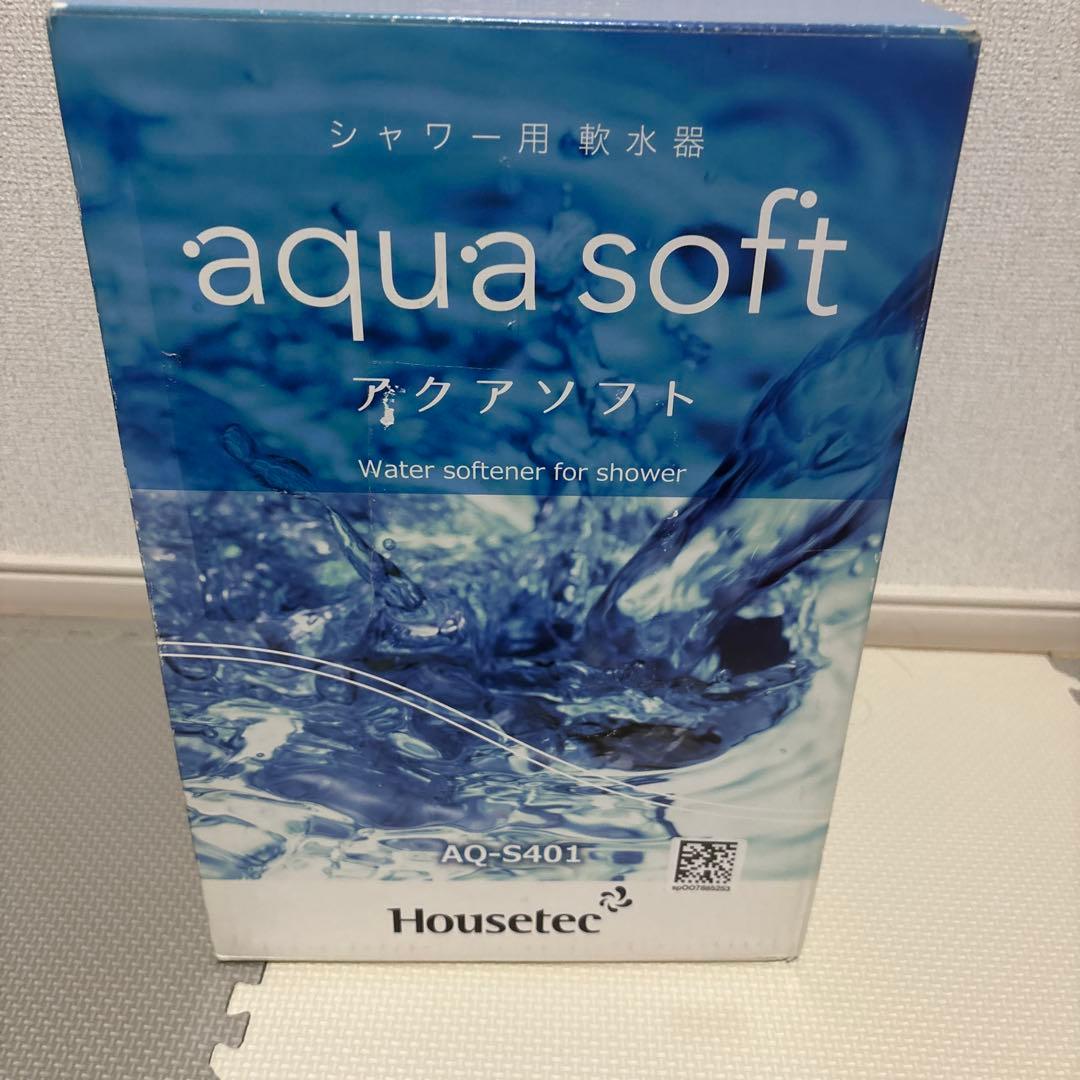 シャワー用 軟水器
aqua soft
アクアソフト
Water softener for shower
AQ-S401
spOO7885253
Housetec